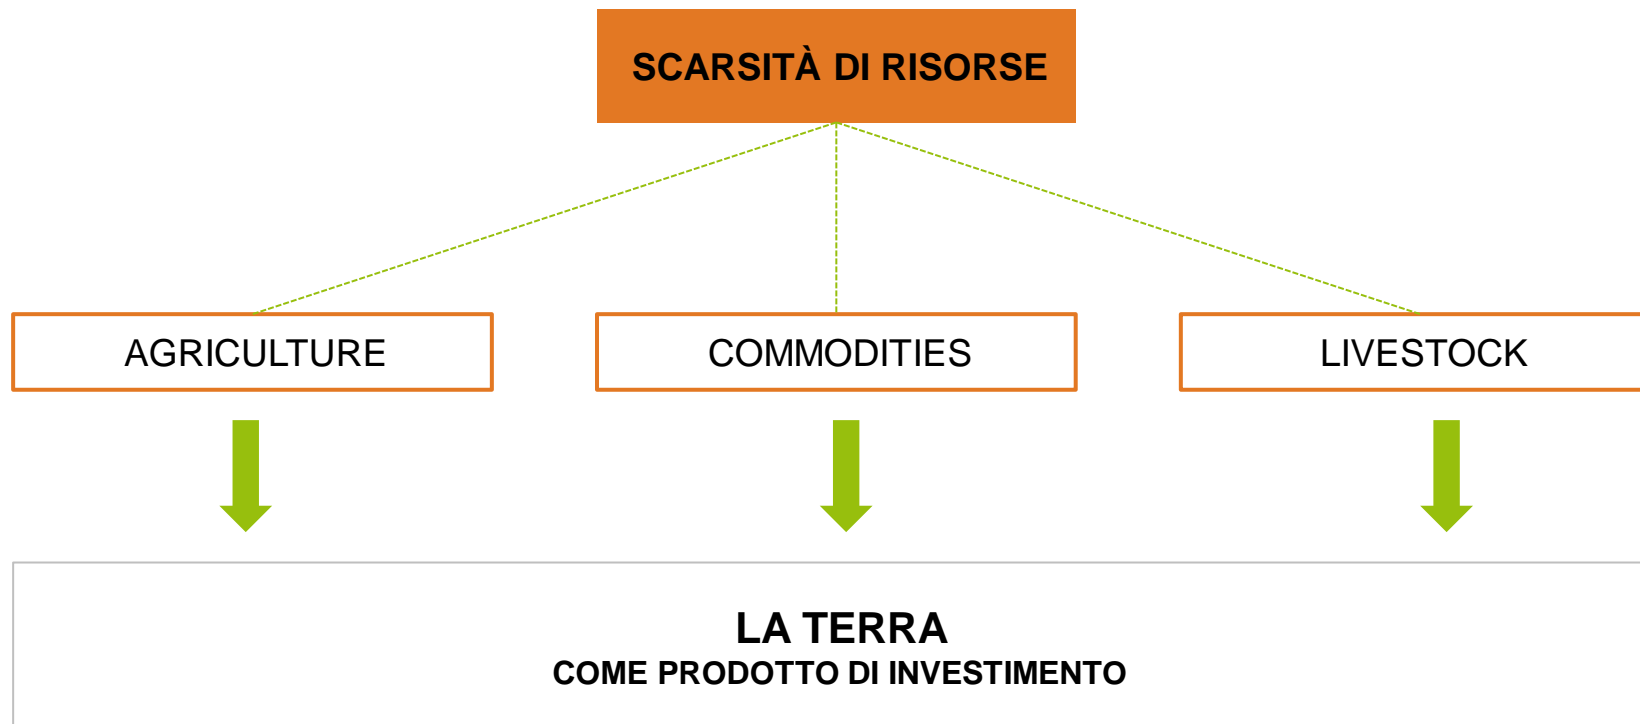 SCARSITÀ DI RISORSE
AGRICULTURE
COMMODITIES
LIVESTOCK
LA TERRA
COME PRODOTTO DI INVESTIMENTO